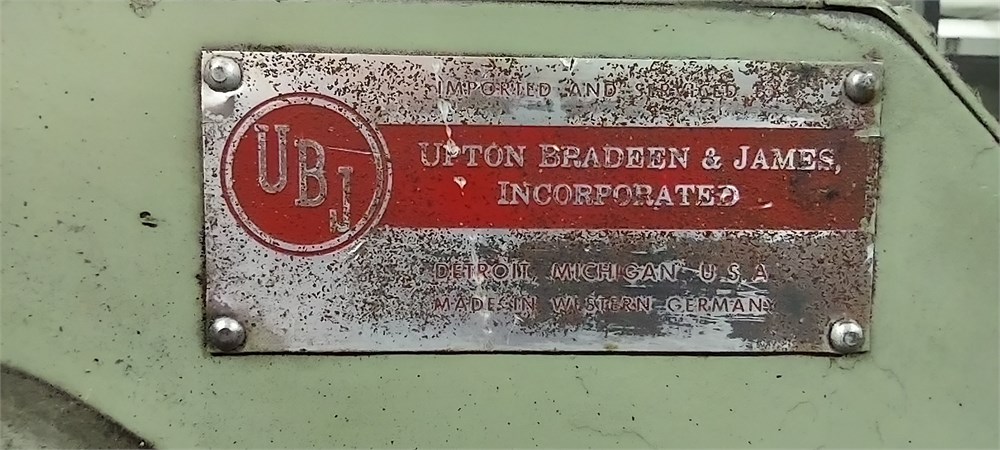 IMPORTED AND SERVICED BY
UBJ
UPTON BRADEEN & JAMES,
INCORPORATED
DETROIT, MICHIGAN U.S.A
MADE IN WESTERN GERMANY